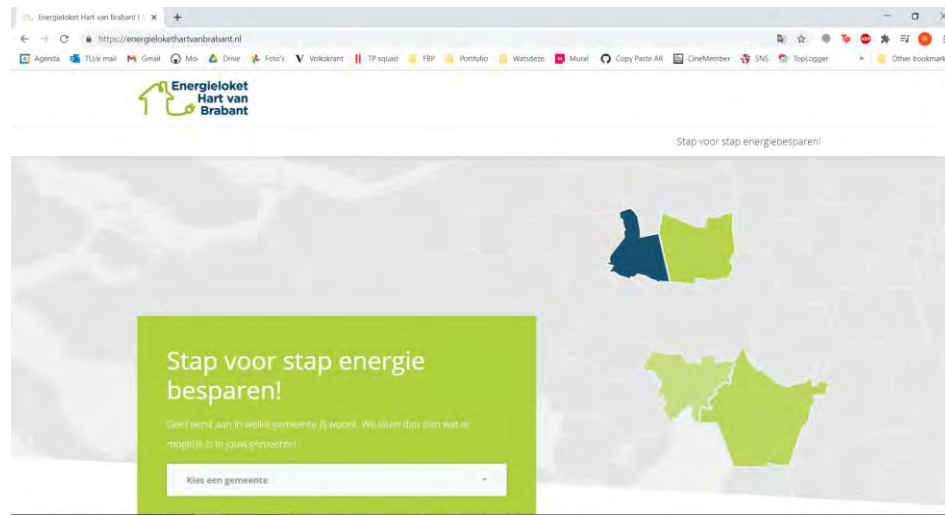 Energieloket Hart van Brabant |
https://energielokethartvanbrabant.nl
Agenda TU/e mail Gmail Moi Drive Foto's Volkskrant TP squad FBP Portfolio Watsdeze Mural Copy Paste AR CineMember SNS TopLogger » Other bookmark
Energieloket
Hart van
Brabant
Stap voor stap energiebesparen!
Stap voor stap energie
besparen!
Geef eerst aan in welke gemeente jij woont. We laten dan zien wat er
mogelijk is in jouw gemeente!
Kies een gemeente